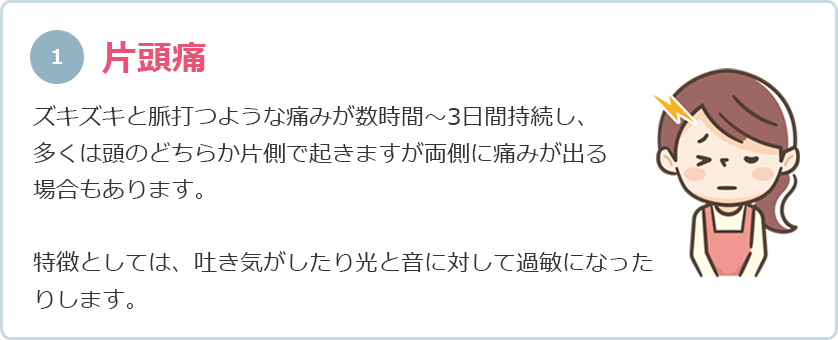 1 片頭痛
ズキズキと脈打つような痛みが数時間～3日間持続し、
多くは頭のどちらか片側で起きますが両側に痛みが出る
場合もあります。
特徴としては、吐き気がしたり光と音に対して過敏になった
りします。